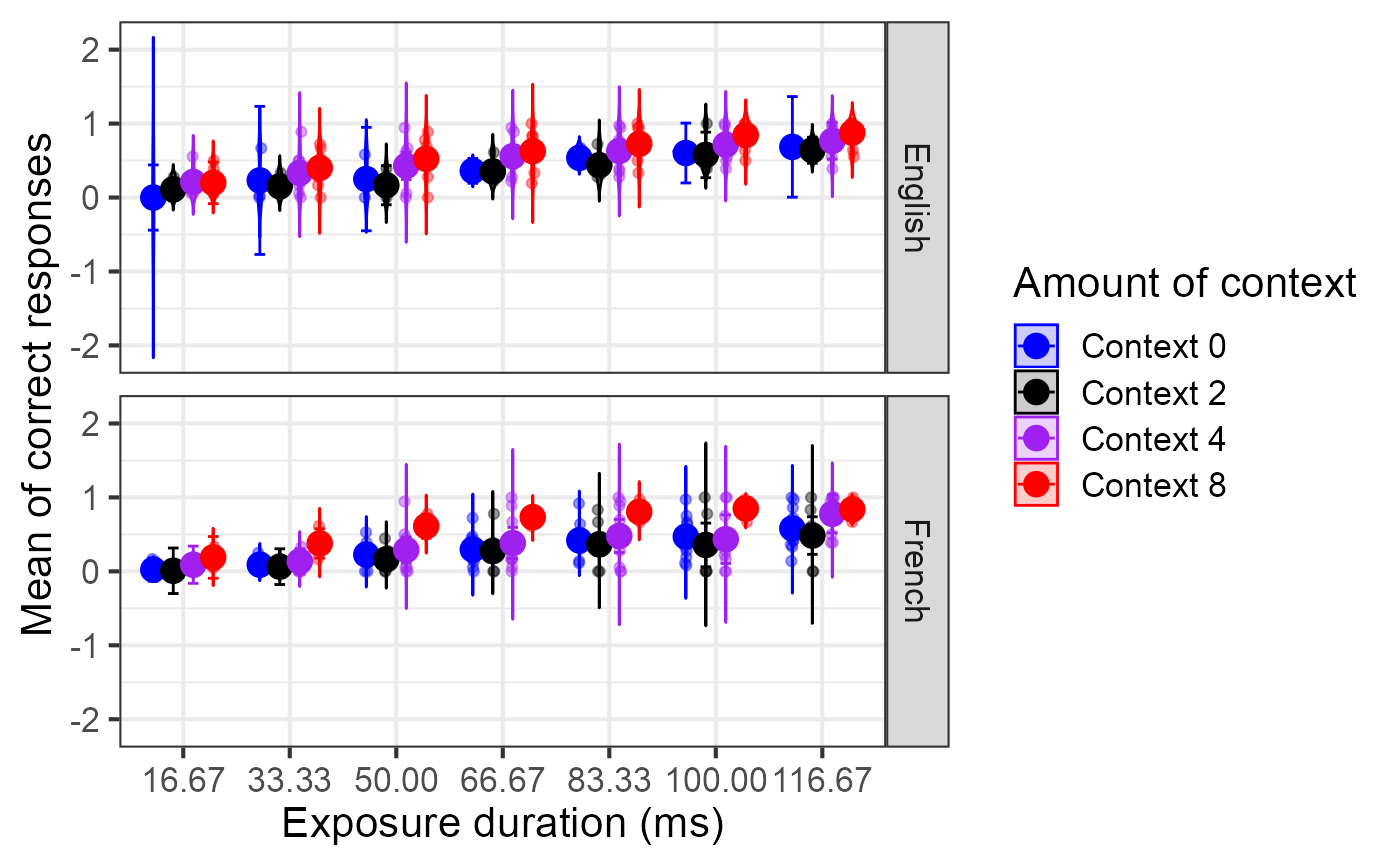 Mean of correct responses
2
1
0
-1
-2
English
2
1
0
-1
-2
French
16.67 33.33 50.00 66.67 83.33 100.00 116.67
Exposure duration (ms)
Amount of context
Context 0
Context 2
Context 4
Context 8